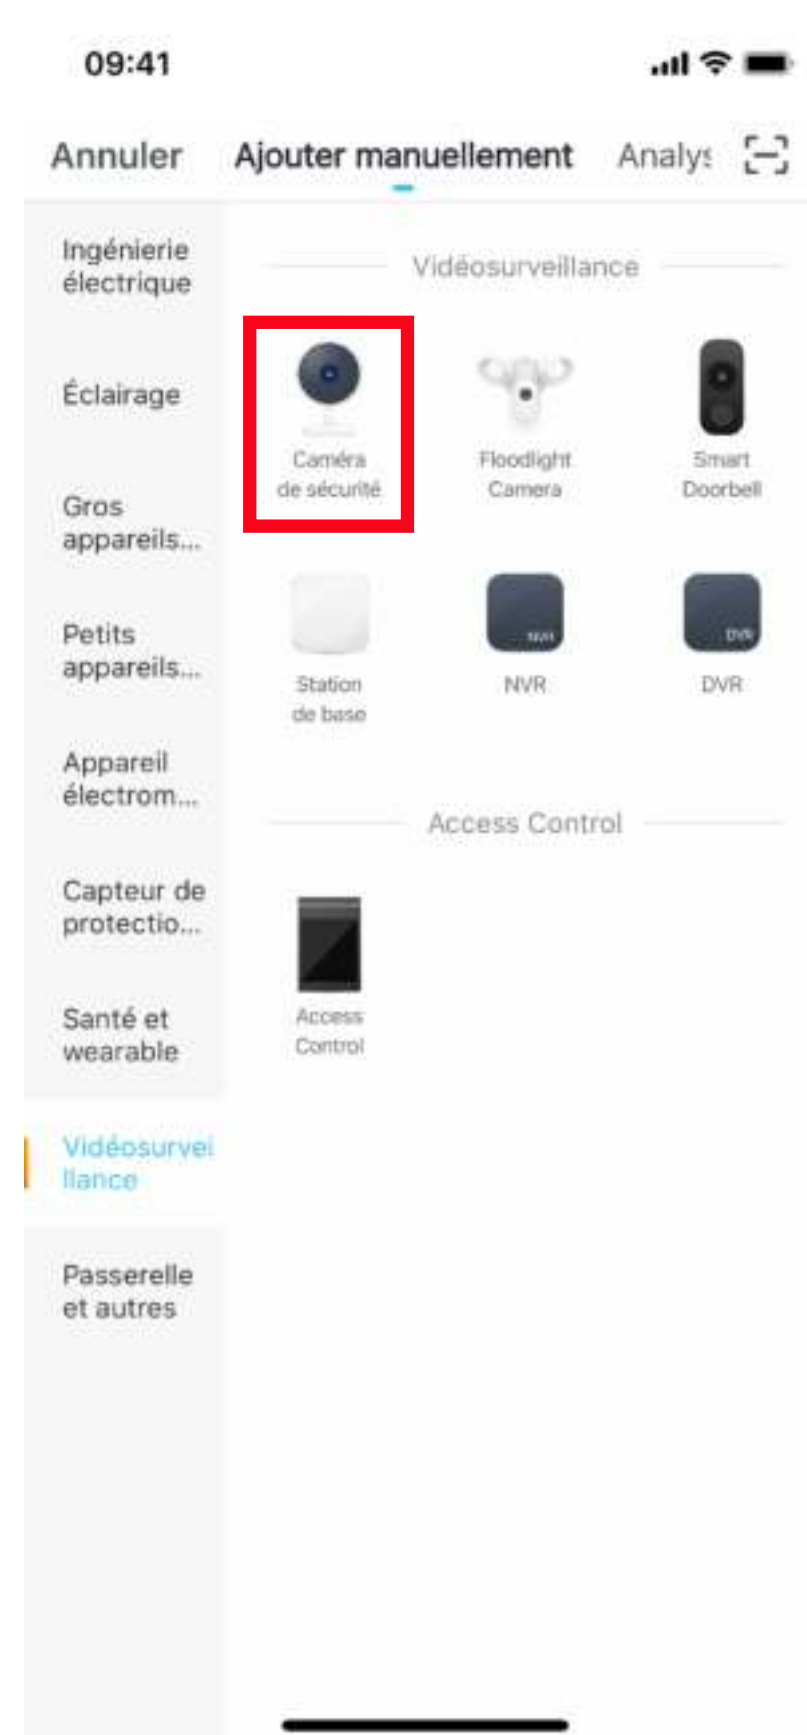 09:41
Annuler
Ajouter manuellement
Analys
Ingénierie
électrique
Éclairage
Gros
appareils...
Petits
appareils...
Appareil
électrom...
Capteur de
protectio...
Santé et
wearable
Vidéosurvei
llance
Passerelle
et autres
Vidéosurveillance
Caméra
de sécurité
Floodlight
Camera
Smart
Doorbell
Station
de base
NVR
NVR
DVR
DVR
Access Control
Access
Control